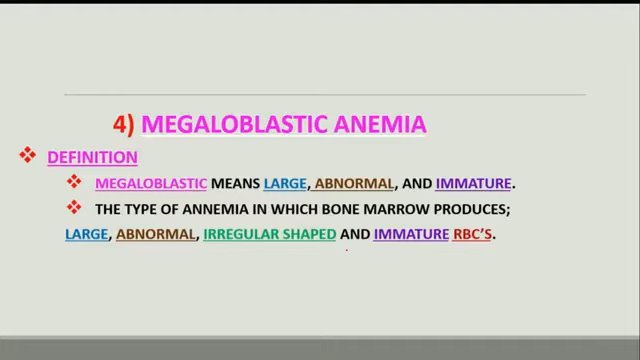 4) MEGALOBLASTIC ANEMIA
❖ DEFINITION
❖ MEGALOBLASTIC MEANS LARGE, ABNORMAL, AND IMMATURE.
❖ THE TYPE OF ANNEMIA IN WHICH BONE MARROW PRODUCES;
LARGE, ABNORMAL, IRREGULAR SHAPED AND IMMATURE RBC'S.